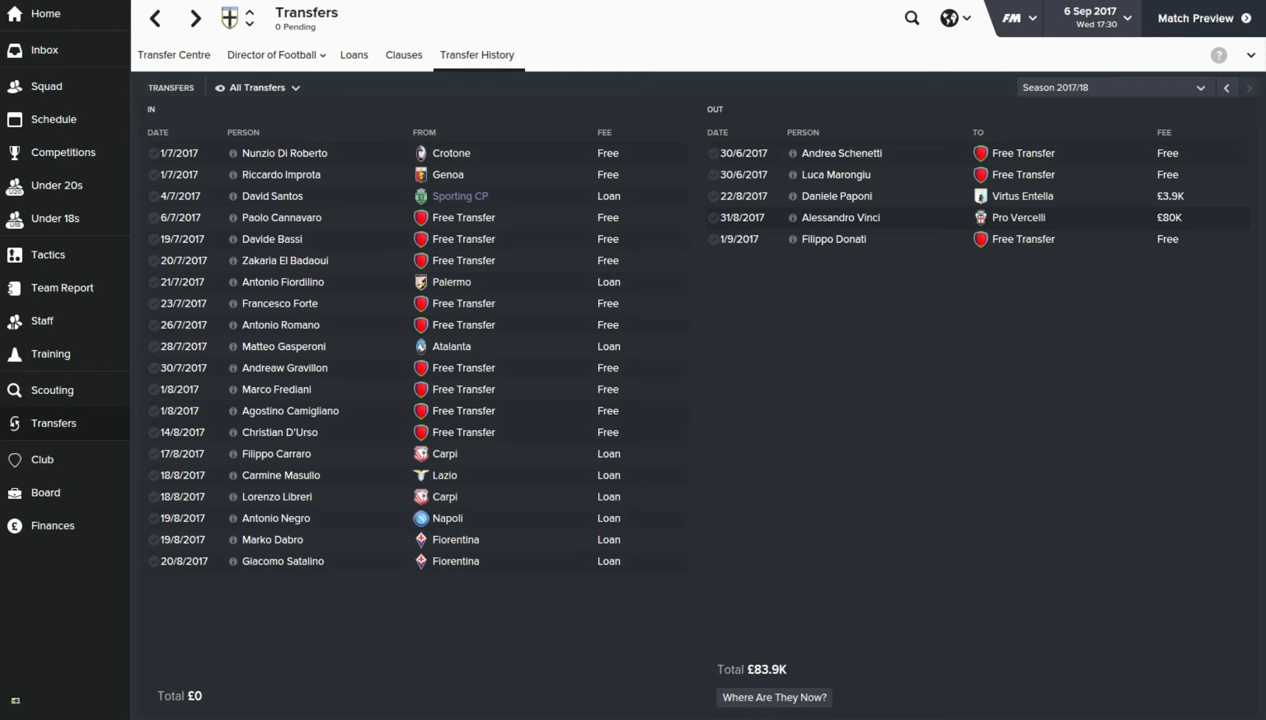 Home
Inbox
Squad
Schedule
Competitions
Under 20s
Under 18s
Tactics
Team Report
Staff
Training
Scouting
Transfers
Club
Board
Finances
Transfers
0 Pending
FM
6 Sep 2017
Wed 17:30
Match Preview
Transfer Centre Director of Football Loans Clauses Transfer History ?
TRANSFERS All Transfers Season 2017/18
IN
DATE PERSON FROM FEE
1/7/2017 Nunzio Di Roberto Crotone Free
1/7/2017 Riccardo Improta Genoa Free
4/7/2017 David Santos Sporting CP Loan
6/7/2017 Paolo Cannavaro Free Transfer Free
19/7/2017 Davide Bassi Free Transfer Free
20/7/2017 Zakaria El Badaoui Free Transfer Free
21/7/2017 Antonio Fiordilino Palermo Loan
23/7/2017 Francesco Forte Free Transfer Free
26/7/2017 Antonio Romano Free Transfer Free
28/7/2017 Matteo Gasperoni Atalanta Loan
30/7/2017 Andreaw Gravillon Free Transfer Free
1/8/2017 Marco Frediani Free Transfer Free
1/8/2017 Agostino Camigliano Free Transfer Free
14/8/2017 Christian D'Urso Free Transfer Free
17/8/2017 Filippo Carraro Carpi Loan
18/8/2017 Carmine Masullo Lazio Loan
18/8/2017 Lorenzo Libreri Carpi Loan
19/8/2017 Antonio Negro Napoli Loan
19/8/2017 Marko Dabro Fiorentina Loan
20/8/2017 Giacomo Satalino Fiorentina Loan
Total £0
OUT
DATE PERSON TO FEE
30/6/2017 Andrea Schenetti Free Transfer Free
30/6/2017 Luca Marongiu Free Transfer Free
22/8/2017 Daniele Paponi Virtus Entella £3.9K
31/8/2017 Alessandro Vinci Pro Vercelli £80K
1/9/2017 Filippo Donati Free Transfer Free
Total £83.9K
Where Are They Now?